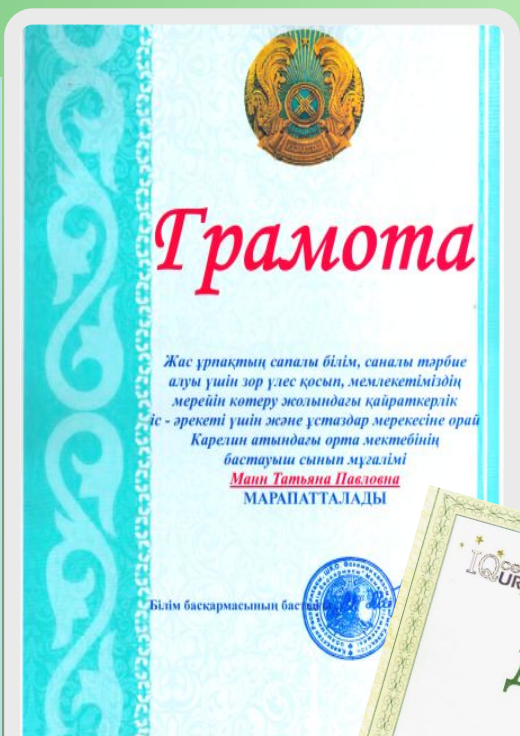 Грамота
Жас ұрпақтың сапалы білім, саналы тәрбие
алуы үшін зор үлес қосып, мемлекетіміздің
мерейін көтеру жолындағы қайраткерлік
іс - әрекеті үшін және ұстаздар мерекесіне орай
Карелин атындағы орта мектебінің
бастауыш сынып мұғалімі
Манн Татьяна Павловна
МАРАПАТТАЛАДЫ
Білім басқармасының
IQ
UR
Д